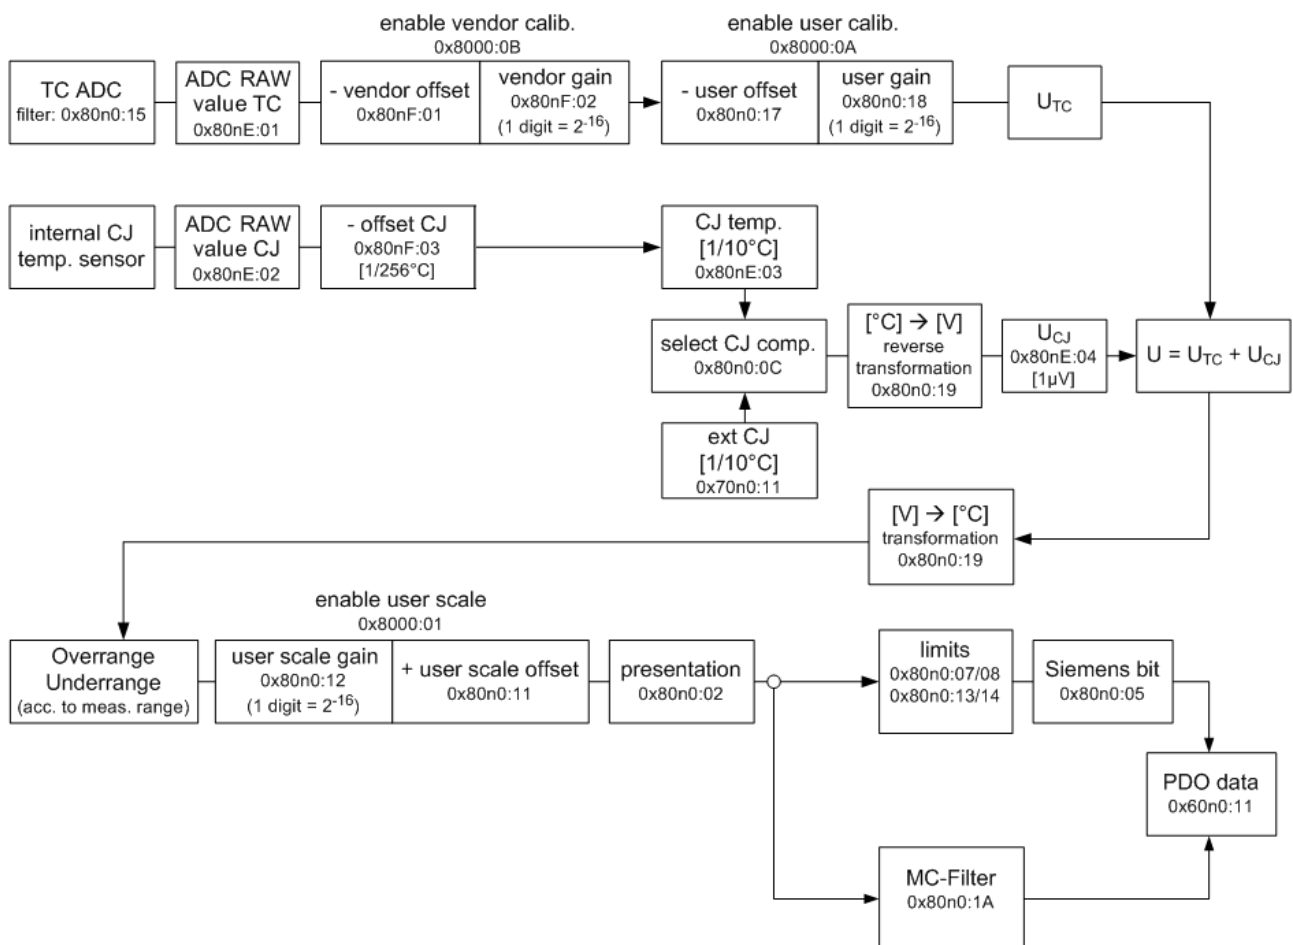 enable vendor calib.
0x8000:0B
enable user calib.
0x8000:0A
TC ADC
filter: 0x80n0:15
ADC RAW
value TC
0x80nE:01
- vendor offset
0x80nF:01
vendor gain
0x80nF:02
(1 digit = 2⁻¹⁶)
- user offset
0x80n0:17
user gain
0x80n0:18
(1 digit = 2⁻¹⁶)
U_TC
internal CJ
temp. sensor
ADC RAW
value CJ
0x80nE:02
- offset CJ
0x80nF:03
[1/256°C]
CJ temp.
[1/10°C]
0x80nE:03
select CJ comp.
0x80n0:0C
[°C] → [V]
reverse
transformation
0x80n0:19
U_CJ
0x80nE:04
[1µV]
U = U_TC + U_CJ
ext CJ
[1/10°C]
0x70n0:11
[V] → [°C]
transformation
0x80n0:19
enable user scale
0x8000:01
Overrange
Underrange
(acc. to meas. range)
user scale gain
0x80n0:12
(1 digit = 2⁻¹⁶)
+ user scale offset
0x80n0:11
presentation
0x80n0:02
limits
0x80n0:07/08
0x80n0:13/14
Siemens bit
0x80n0:05
PDO data
0x60n0:11
MC-Filter
0x80n0:1A